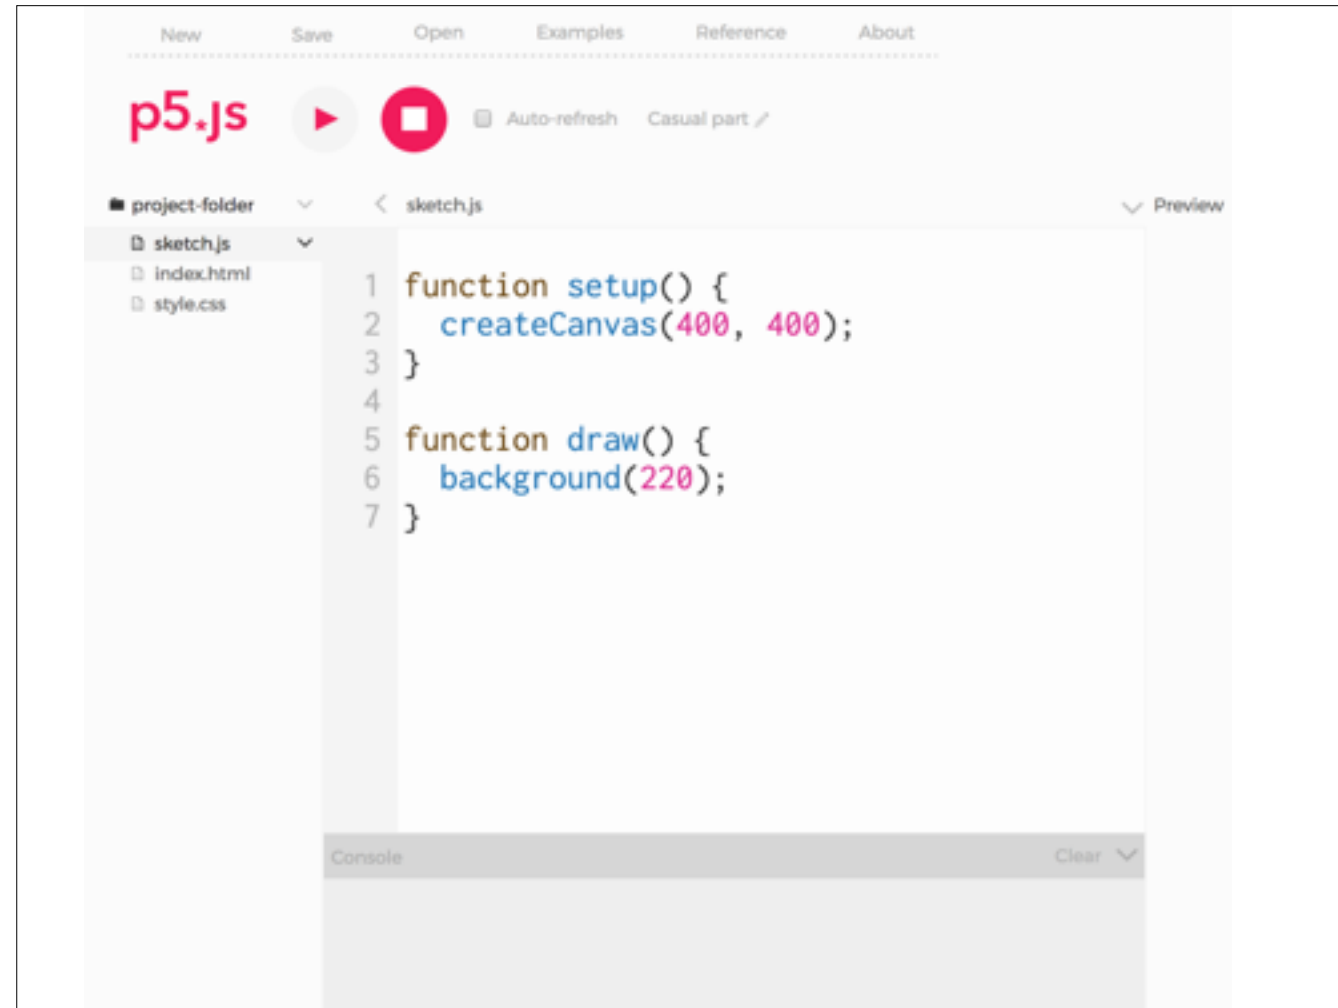 New Save Open Examples Reference About
p5.js Auto-refresh Casual part
project-folder sketch.js Preview
sketch.js
index.html
style.css
1 function setup() {
2   createCanvas(400, 400);
3 }
4
5 function draw() {
6   background(220);
7 }
Console Clear